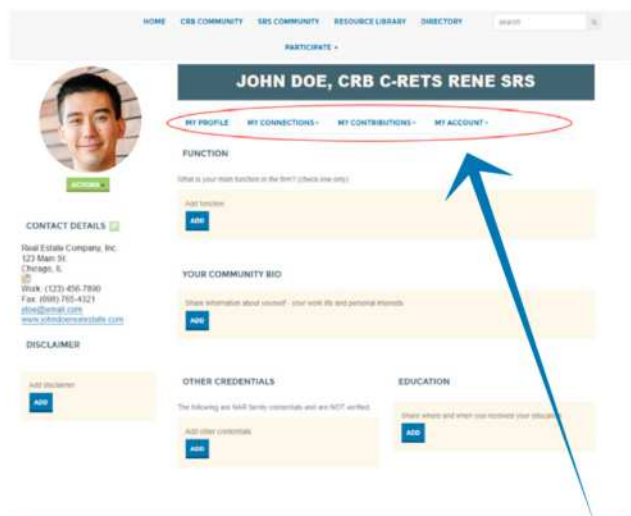 HOME CRB COMMUNITY SRS COMMUNITY RESOURCE LIBRARY DIRECTORY search
PARTICIPATE
JOHN DOE, CRB C-RETS RENE SRS
MY PROFILE MY CONNECTIONS MY CONTRIBUTIONS MY ACCOUNT
ACTIONS
FUNCTION
What is your main function in the firm? (check one only)
Add function
ADD
CONTACT DETAILS
Real Estate Company, Inc.
123 Main St.
Chicago, IL
Work: (123) 456-7890
Fax: (098) 765-4321
jdoe@email.com
www.johndoerealestate.com
YOUR COMMUNITY BIO
Share information about yourself - your work life and personal interests
ADD
DISCLAIMER
Add disclaimer
ADD
OTHER CREDENTIALS
The following are NAR family credentials and are NOT verified.
Add other credentials
ADD
EDUCATION
Share where and when you received your education
ADD